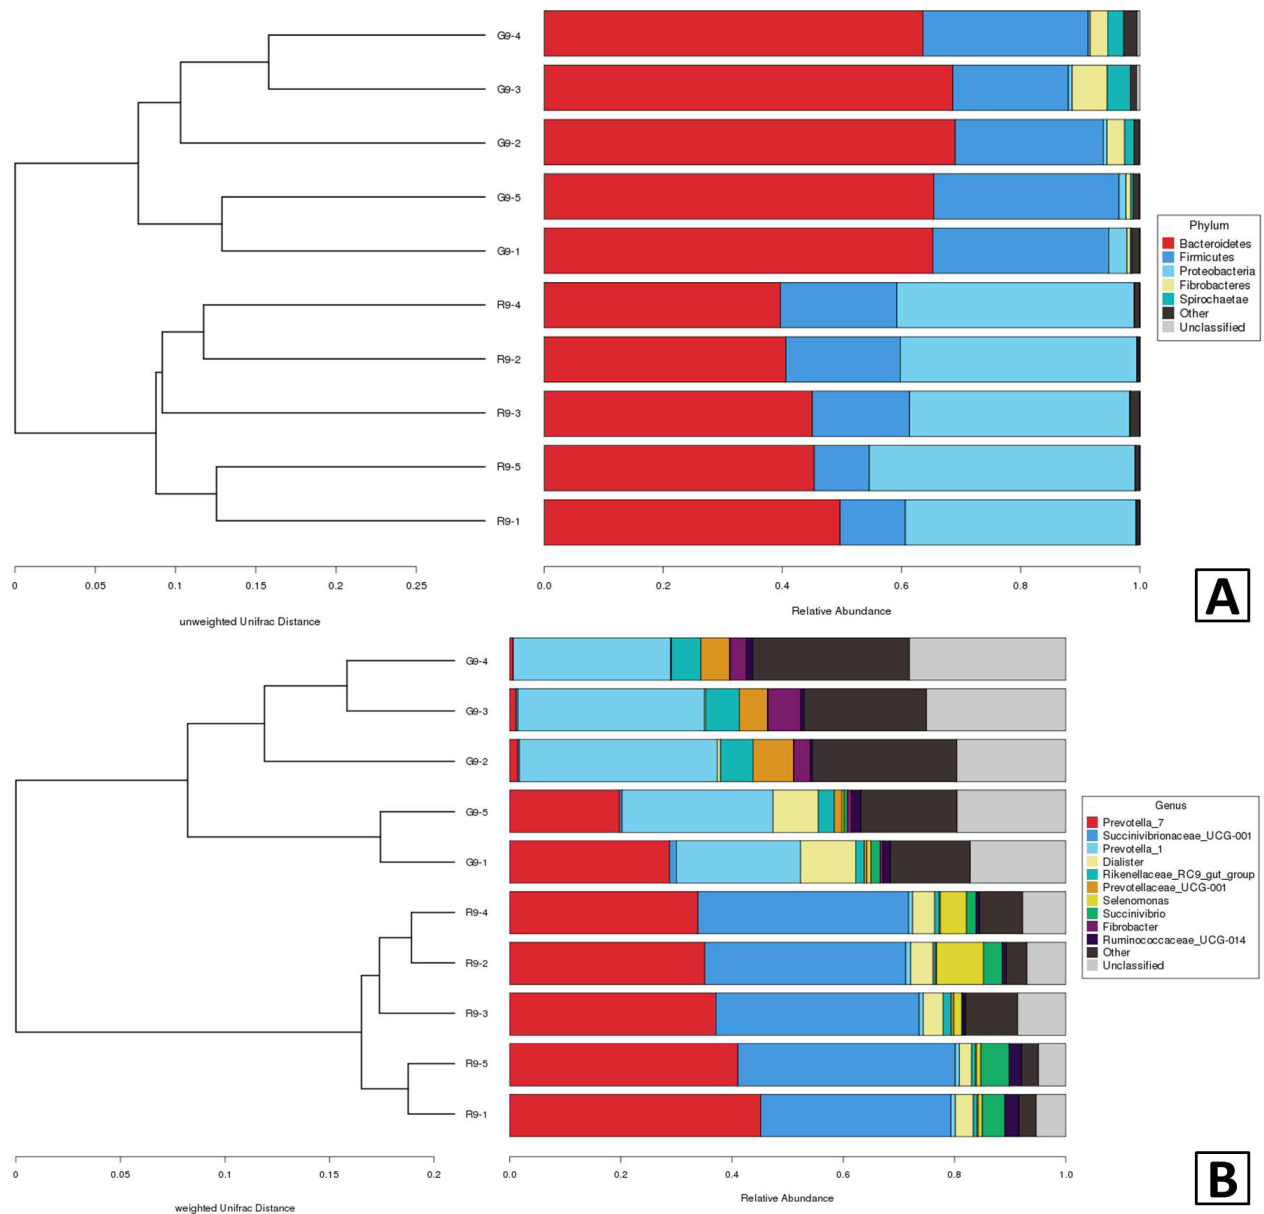 G9-4
G9-3
G9-2
G9-5
G9-1
R9-4
R9-2
R9-3
R9-5
R9-1
Phylum
Bacteroidetes
Firmicutes
Proteobacteria
Fibrobacteres
Spirochaetae
Other
Unclassified
0 0.05 0.1 0.15 0.2 0.25
unweighted Unifrac Distance
0.0 0.2 0.4 0.6 0.8 1.0
Relative Abundance
A
G9-4
G9-3
G9-2
G9-5
G9-1
R9-4
R9-2
R9-3
R9-5
R9-1
Genus
Prevotella_7
Succinivibrionaceae_UCG-001
Prevotella_1
Dialister
Rikenellaceae_RC9_gut_group
Prevotellaceae_UCG-001
Selenomonas
Succinivibrio
Fibrobacter
Ruminococcaceae_UCG-014
Other
Unclassified
0 0.05 0.1 0.15 0.2
weighted Unifrac Distance
0.0 0.2 0.4 0.6 0.8 1.0
Relative Abundance
B